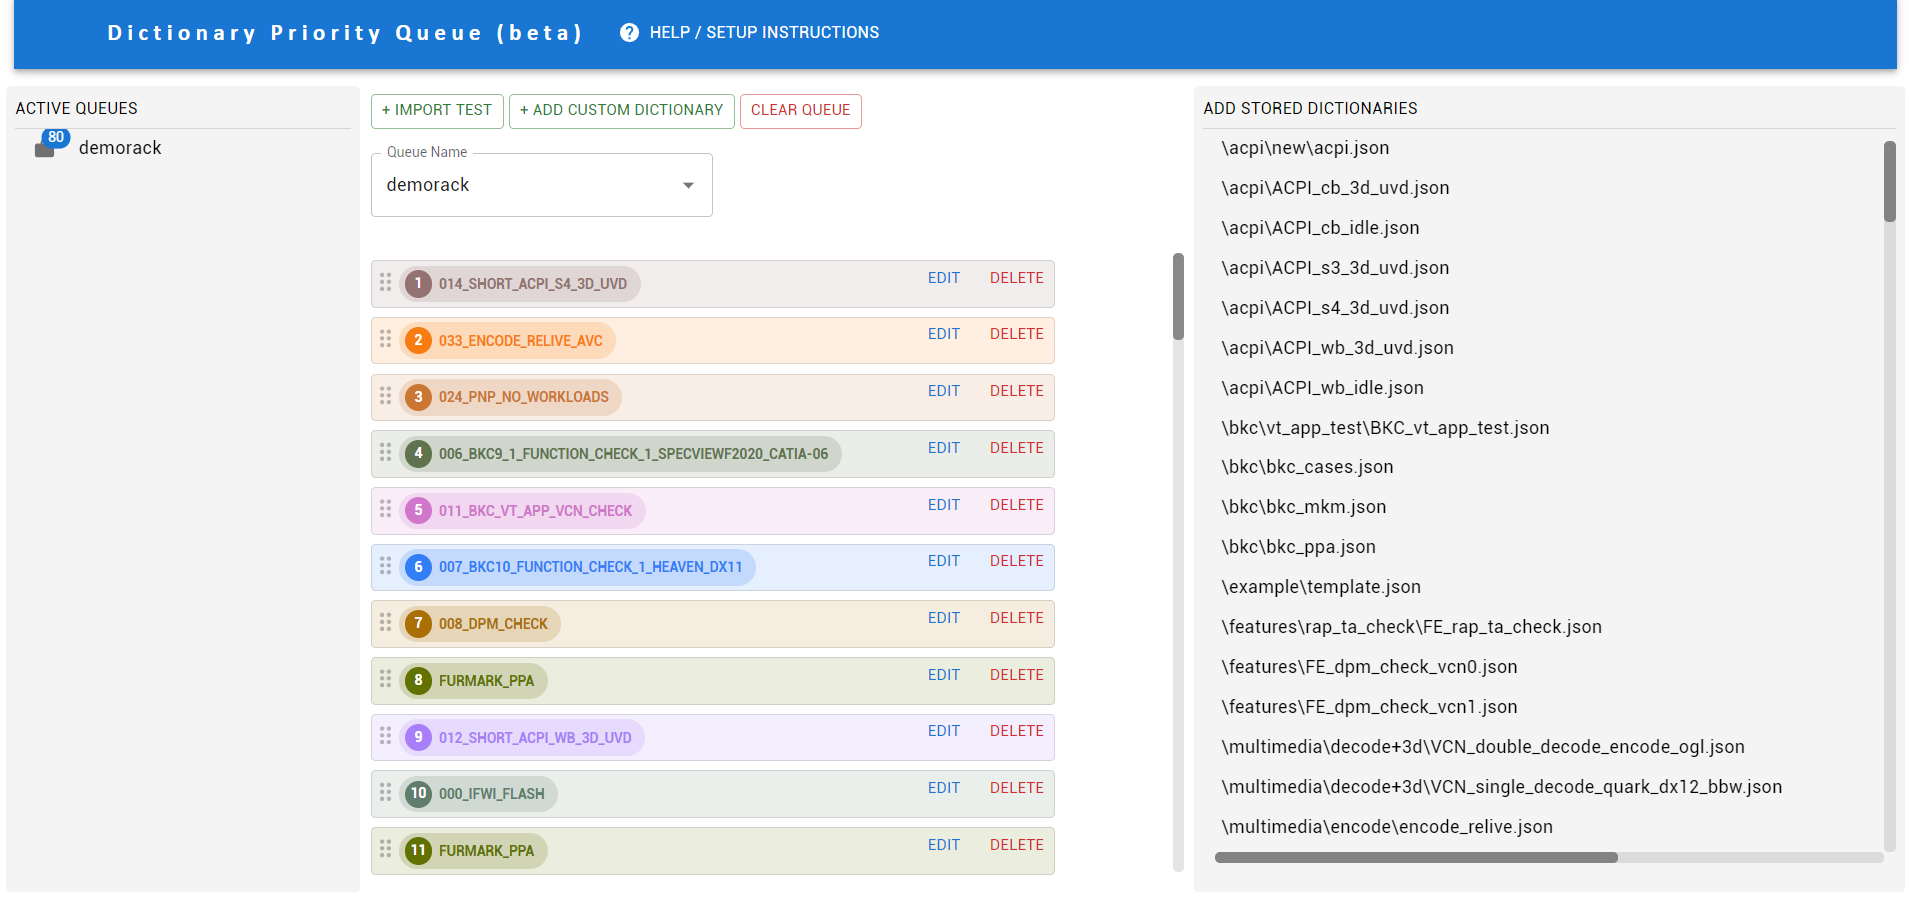 Dictionary Priority Queue (beta)
? HELP / SETUP INSTRUCTIONS
ACTIVE QUEUES
80
demorack
+ IMPORT TEST
+ ADD CUSTOM DICTIONARY
CLEAR QUEUE
Queue Name
demorack
1 014_SHORT_ACPI_S4_3D_UVD EDIT DELETE
2 033_ENCODE_RELIVE_AVC EDIT DELETE
3 024_PNP_NO_WORKLOADS EDIT DELETE
4 006_BKC9_1_FUNCTION_CHECK_1_SPECVIEWF2020_CATIA-06 EDIT DELETE
5 011_BKC_VT_APP_VCN_CHECK EDIT DELETE
6 007_BKC10_FUNCTION_CHECK_1_HEAVEN_DX11 EDIT DELETE
7 008_DPM_CHECK EDIT DELETE
8 FURMARK_PPA EDIT DELETE
9 012_SHORT_ACPI_WB_3D_UVD EDIT DELETE
10 000_IFWI_FLASH EDIT DELETE
11 FURMARK_PPA EDIT DELETE
ADD STORED DICTIONARIES
\acpi\new\acpi.json
\acpi\ACPI_cb_3d_uvd.json
\acpi\ACPI_cb_idle.json
\acpi\ACPI_s3_3d_uvd.json
\acpi\ACPI_s4_3d_uvd.json
\acpi\ACPI_wb_3d_uvd.json
\acpi\ACPI_wb_idle.json
\bkc\vt_app_test\BKC_vt_app_test.json
\bkc\bkc_cases.json
\bkc\bkc_mkm.json
\bkc\bkc_ppa.json
\example\template.json
\features\rap_ta_check\FE_rap_ta_check.json
\features\FE_dpm_check_vcn0.json
\features\FE_dpm_check_vcn1.json
\multimedia\decode+3d\VCN_double_decode_encode_ogl.json
\multimedia\decode+3d\VCN_single_decode_quark_dx12_bbw.json
\multimedia\encode\encode_relive.json